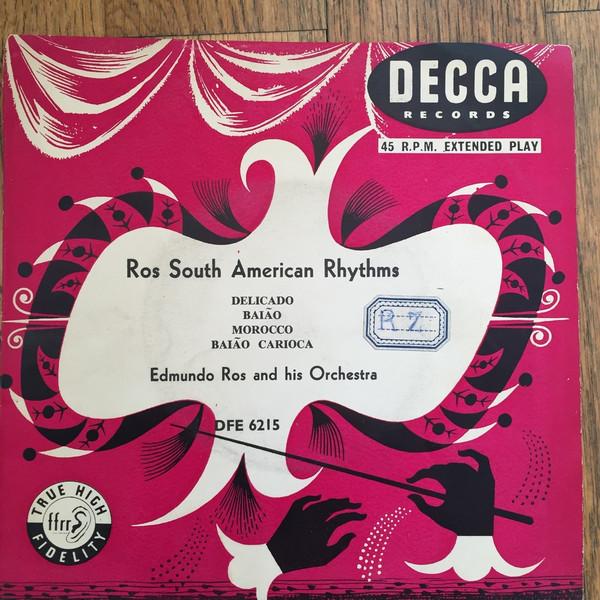 DECCA
RECORDS
45 R.P.M. EXTENDED PLAY
Ros South American Rhythms
DELICADO
BAIÃO
MOROCCO
BAIÃO CARIOCA
R Z
Edmundo Ros and his Orchestra
DFE 6215
TRUE HIGH
ffrr
FIDELITY